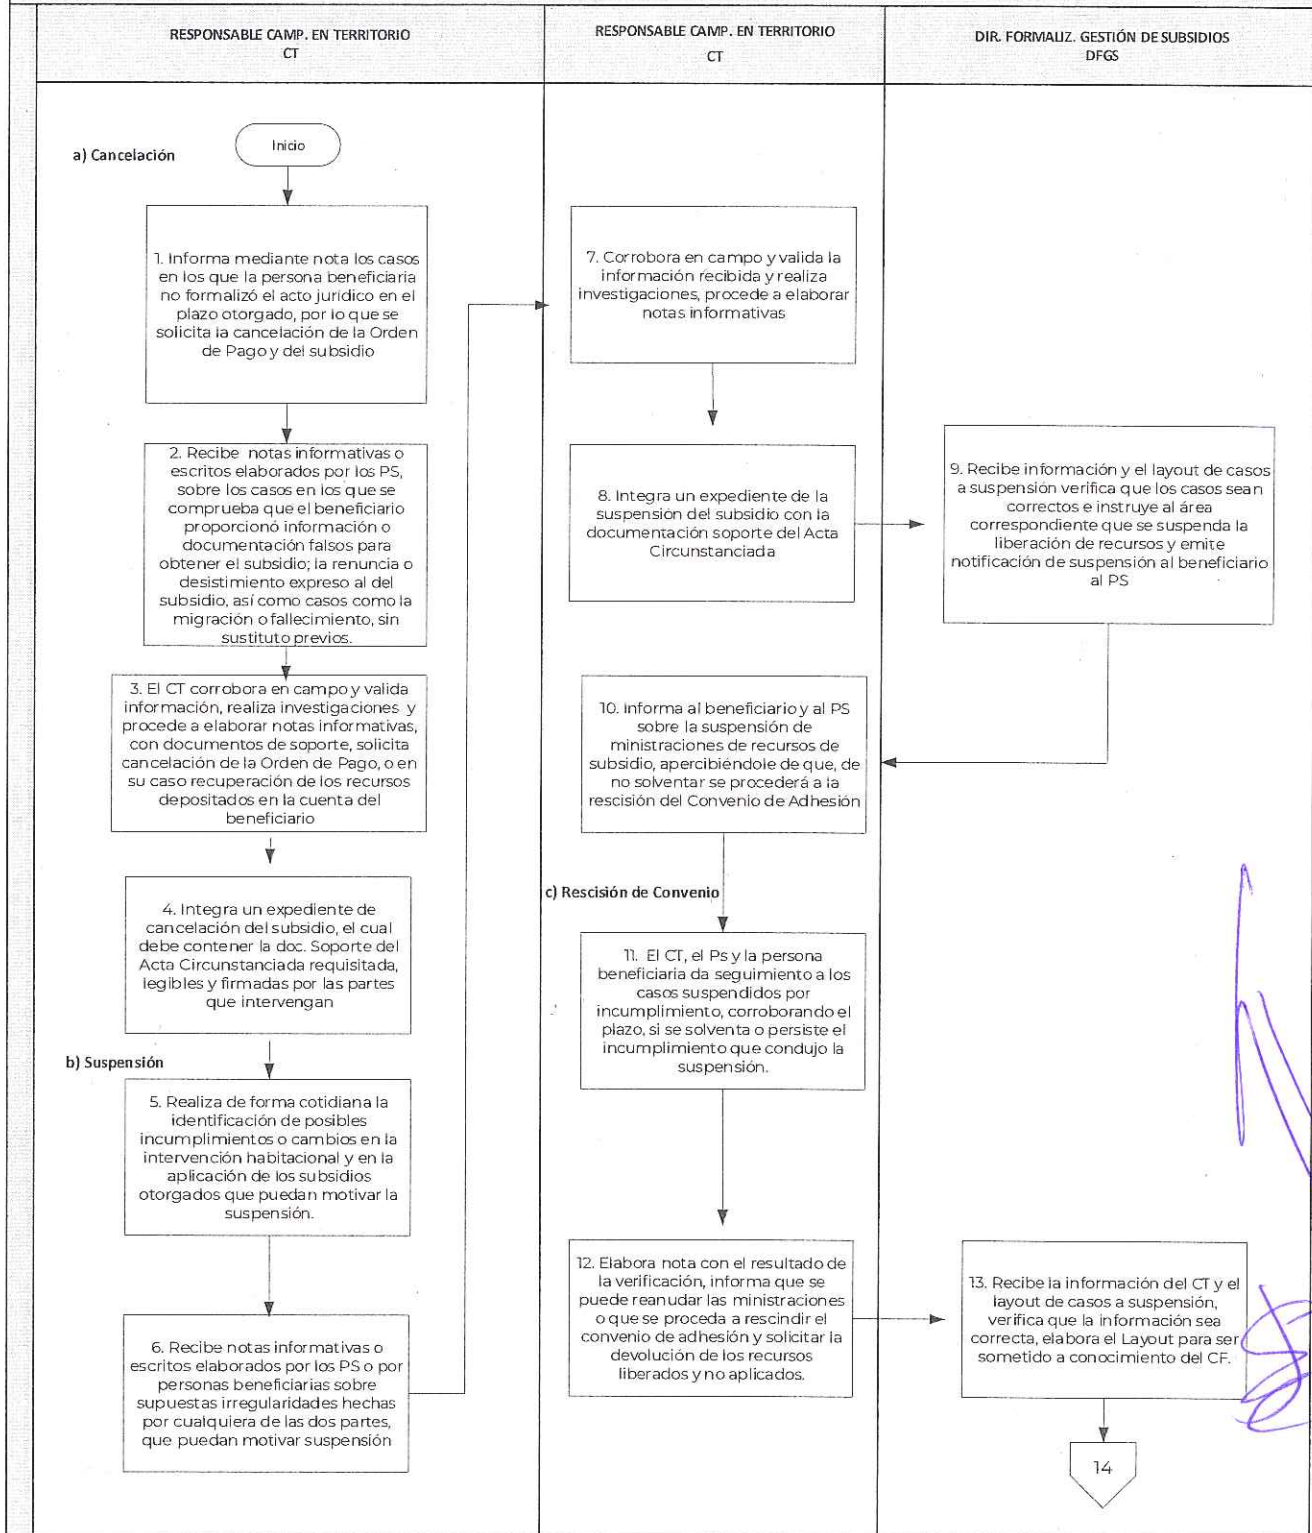 RESPONSABLE CAMP. EN TERRITORIO
CT
RESPONSABLE CAMP. EN TERRITORIO
CT
DIR. FORMALIZ. GESTIÓN DE SUBSIDIOS
DFGS
a) Cancelación
Inicio
1. Informa mediante nota los casos
en los que la persona beneficiaria
no formalizó el acto jurídico en el
plazo otorgado, por lo que se
solicita la cancelación de la Orden
de Pago y del subsidio
2. Recibe notas informativas o
escritos elaborados por los PS,
sobre los casos en los que se
comprueba que el beneficiario
proporcionó información o
documentación falsos para
obtener el subsidio; la renuncia o
desistimiento expreso al del
subsidio, así como casos como la
migración o fallecimiento, sin
sustituto previos.
3. El CT corrobora en campo y valida
información, realiza investigaciones y
procede a elaborar notas informativas,
con documentos de soporte, solicita
cancelación de la Orden de Pago, o en
su caso recuperación de los recursos
depositados en la cuenta del
beneficiario
4. Integra un expediente de
cancelación del subsidio, el cual
debe contener la doc. Soporte del
Acta Circunstanciada requisitada,
legibles y firmadas por las partes
que intervengan
b) Suspensión
5. Realiza de forma cotidiana la
identificación de posibles
incumplimientos o cambios en la
intervención habitacional y en la
aplicación de los subsidios
otorgados que puedan motivar la
suspensión.
6. Recibe notas informativas o
escritos elaborados por los PS o por
personas beneficiarias sobre
supuestas irregularidades hechas
por cualquiera de las dos partes,
que puedan motivar suspensión
7. Corrobora en campo y valida la
información recibida y realiza
investigaciones, procede a elaborar
notas informativas
8. Integra un expediente de la
suspensión del subsidio con la
documentación soporte del Acta
Circunstanciada
9. Recibe información y el layout de casos
a suspensión verifica que los casos sean
correctos e instruye al área
correspondiente que se suspenda la
liberación de recursos y emite
notificación de suspensión al beneficiario
al PS
10. Informa al beneficiario y al PS
sobre la suspensión de
ministraciones de recursos de
subsidio, apercibiéndole de que, de
no solventar se procederá a la
rescisión del Convenio de Adhesión
c) Rescisión de Convenio
11. El CT, el Ps y la persona
beneficiaria da seguimiento a los
casos suspendidos por
incumplimiento, corroborando el
plazo, si se solventa o persiste el
incumplimiento que condujo la
suspensión.
12. Elabora nota con el resultado de
la verificación, informa que se
puede reanudar las ministraciones
o que se proceda a rescindir el
convenio de adhesión y solicitar la
devolución de los recursos
liberados y no aplicados.
13. Recibe la información del CT y el
layout de casos a suspensión,
verifica que la información sea
correcta, elabora el Layout para ser
sometido a conocimiento del CF.
14